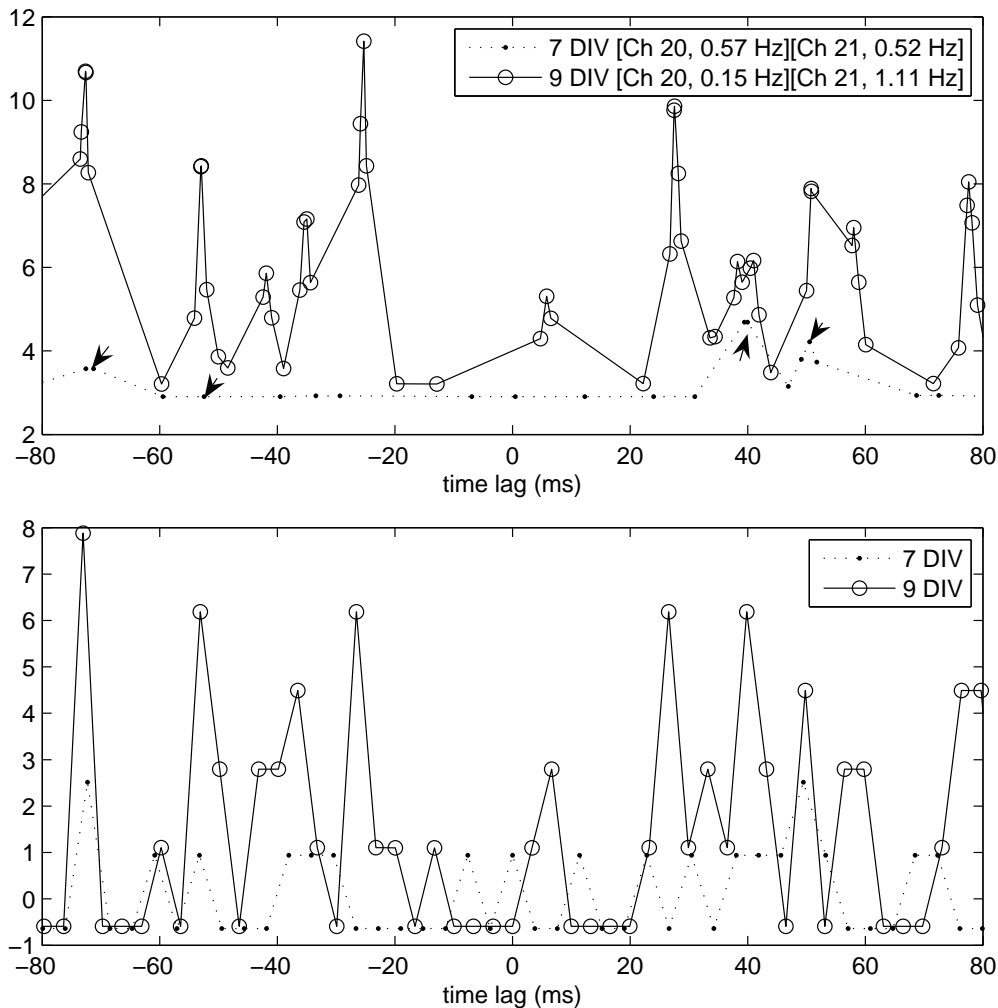 12
10
8
6
4
2
7 DIV [Ch 20, 0.57 Hz][Ch 21, 0.52 Hz]
9 DIV [Ch 20, 0.15 Hz][Ch 21, 1.11 Hz]
−80 −60 −40 −20 0 20 40 60 80
time lag (ms)
8
7
6
5
4
3
2
1
0
−1
7 DIV
9 DIV
−80 −60 −40 −20 0 20 40 60 80
time lag (ms)